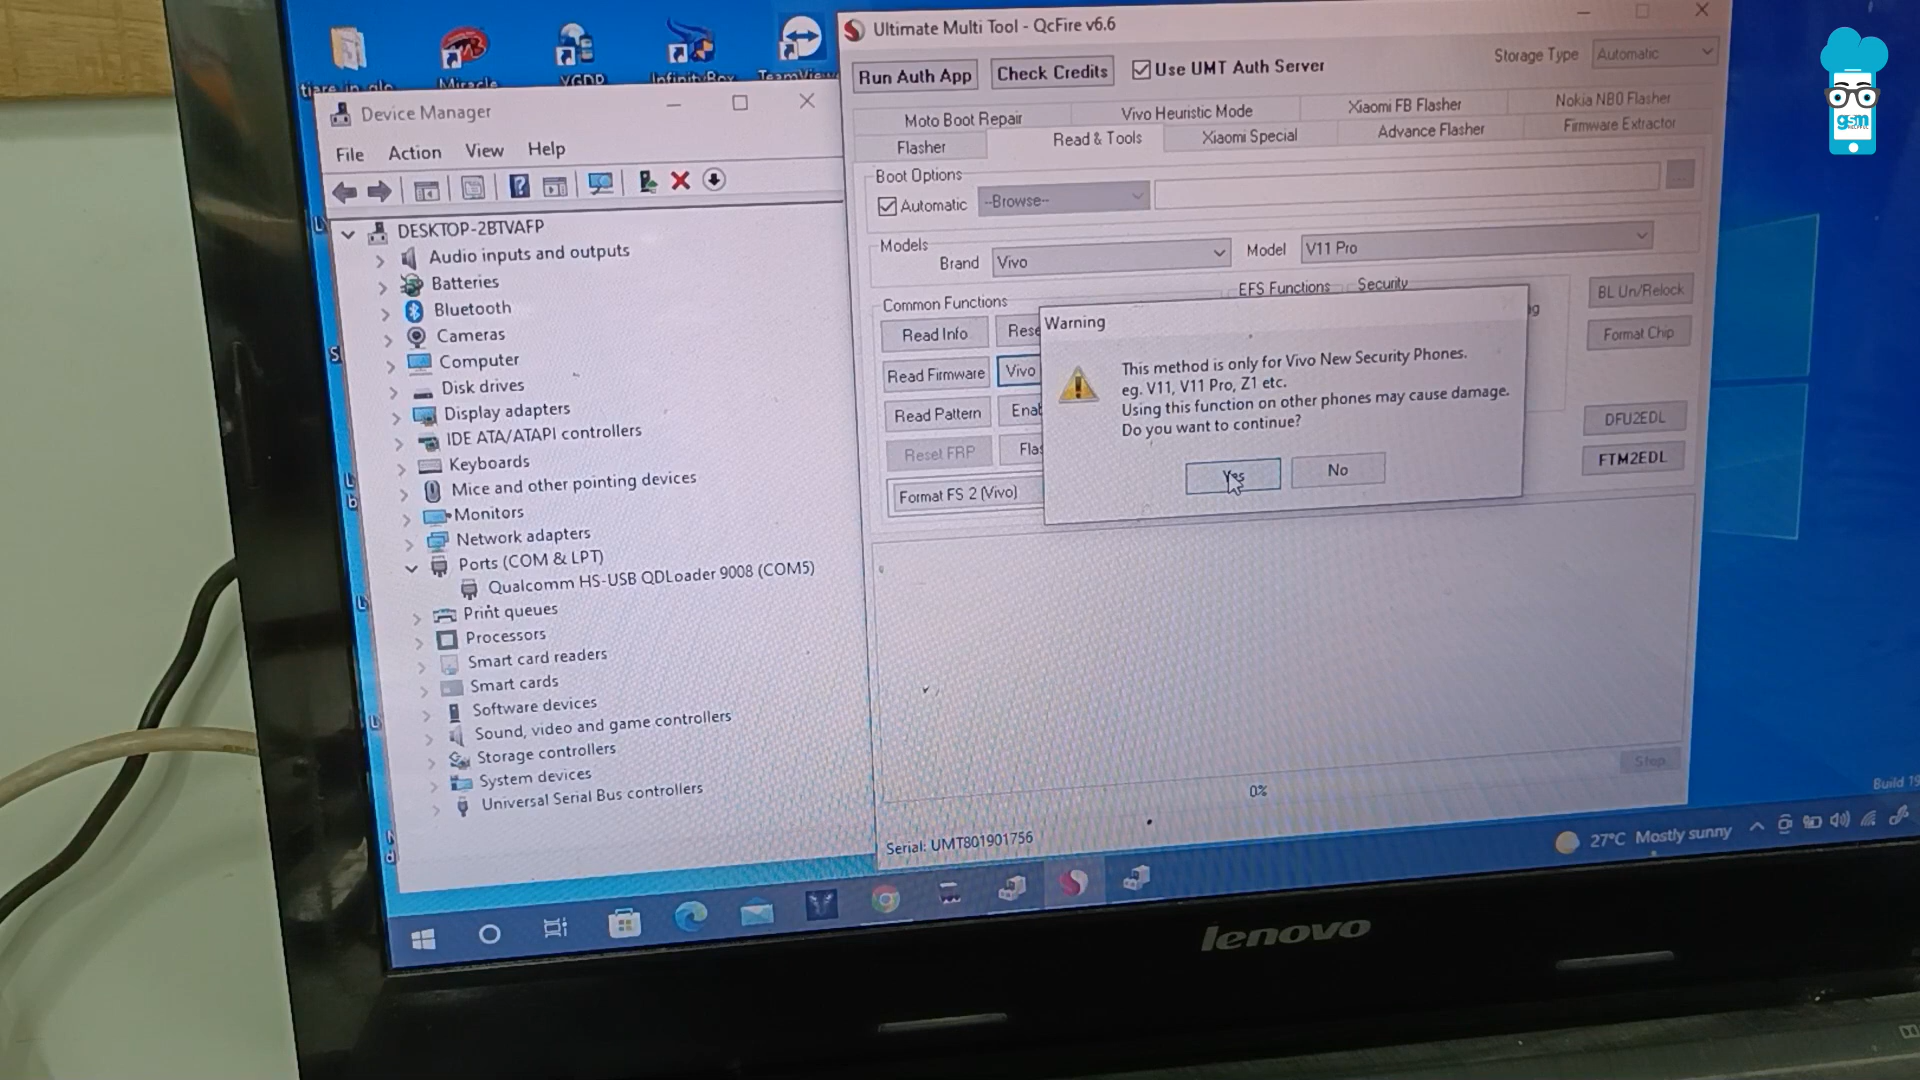 Miracle
TeamView
Device Manager
File Action View Help
DESKTOP-2BTVAFP
Audio inputs and outputs
Batteries
Bluetooth
Cameras
Computer
Disk drives
Display adapters
IDE ATA/ATAPI controllers
Keyboards
Mice and other pointing devices
Monitors
Network adapters
Ports (COM & LPT)
Qualcomm HS-USB QDLoader 9008 (COM5)
Print queues
Processors
Smart card readers
Smart cards
Software devices
Sound, video and game controllers
Storage controllers
System devices
Universal Serial Bus controllers
Ultimate Multi Tool - QcFire v6.6
Run Auth App Check Credits Use UMT Auth Server Storage Type Automatic
Moto Boot Repair Vivo Heuristic Mode Xiaomi FB Flasher Nokia NB0 Flasher
Flasher Read & Tools Xiaomi Special Advance Flasher Firmware Extractor
Boot Options
Automatic --Browse-- ...
Models
Brand Vivo Model V11 Pro
Common Functions EFS Functions Security
Read Info Rese
Read Firmware Vivo
Read Pattern Enab
Reset FRP Flas
Format FS 2 (Vivo)
BL Un/Relock
Format Chip
DFU2EDL
FTM2EDL
Warning
This method is only for Vivo New Security Phones.
eg. V11, V11 Pro, Z1 etc.
Using this function on other phones may cause damage.
Do you want to continue?
Yes No
Stop
0%
Serial: UMT801901756
Build 19
27°C Mostly sunny
lenovo
gsm